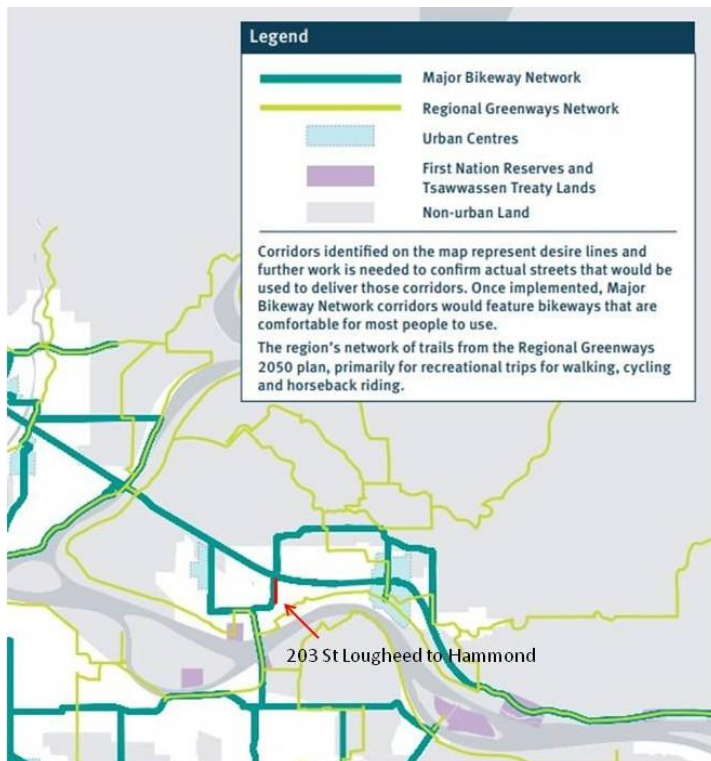 Legend
Major Bikeway Network
Regional Greenways Network
Urban Centres
First Nation Reserves and
Tsawwassen Treaty Lands
Non-urban Land
Corridors identified on the map represent desire lines and
further work is needed to confirm actual streets that would be
used to deliver those corridors. Once implemented, Major
Bikeway Network corridors would feature bikeways that are
comfortable for most people to use.
The region's network of trails from the Regional Greenways
2050 plan, primarily for recreational trips for walking, cycling
and horseback riding.
203 St Lougheed to Hammond